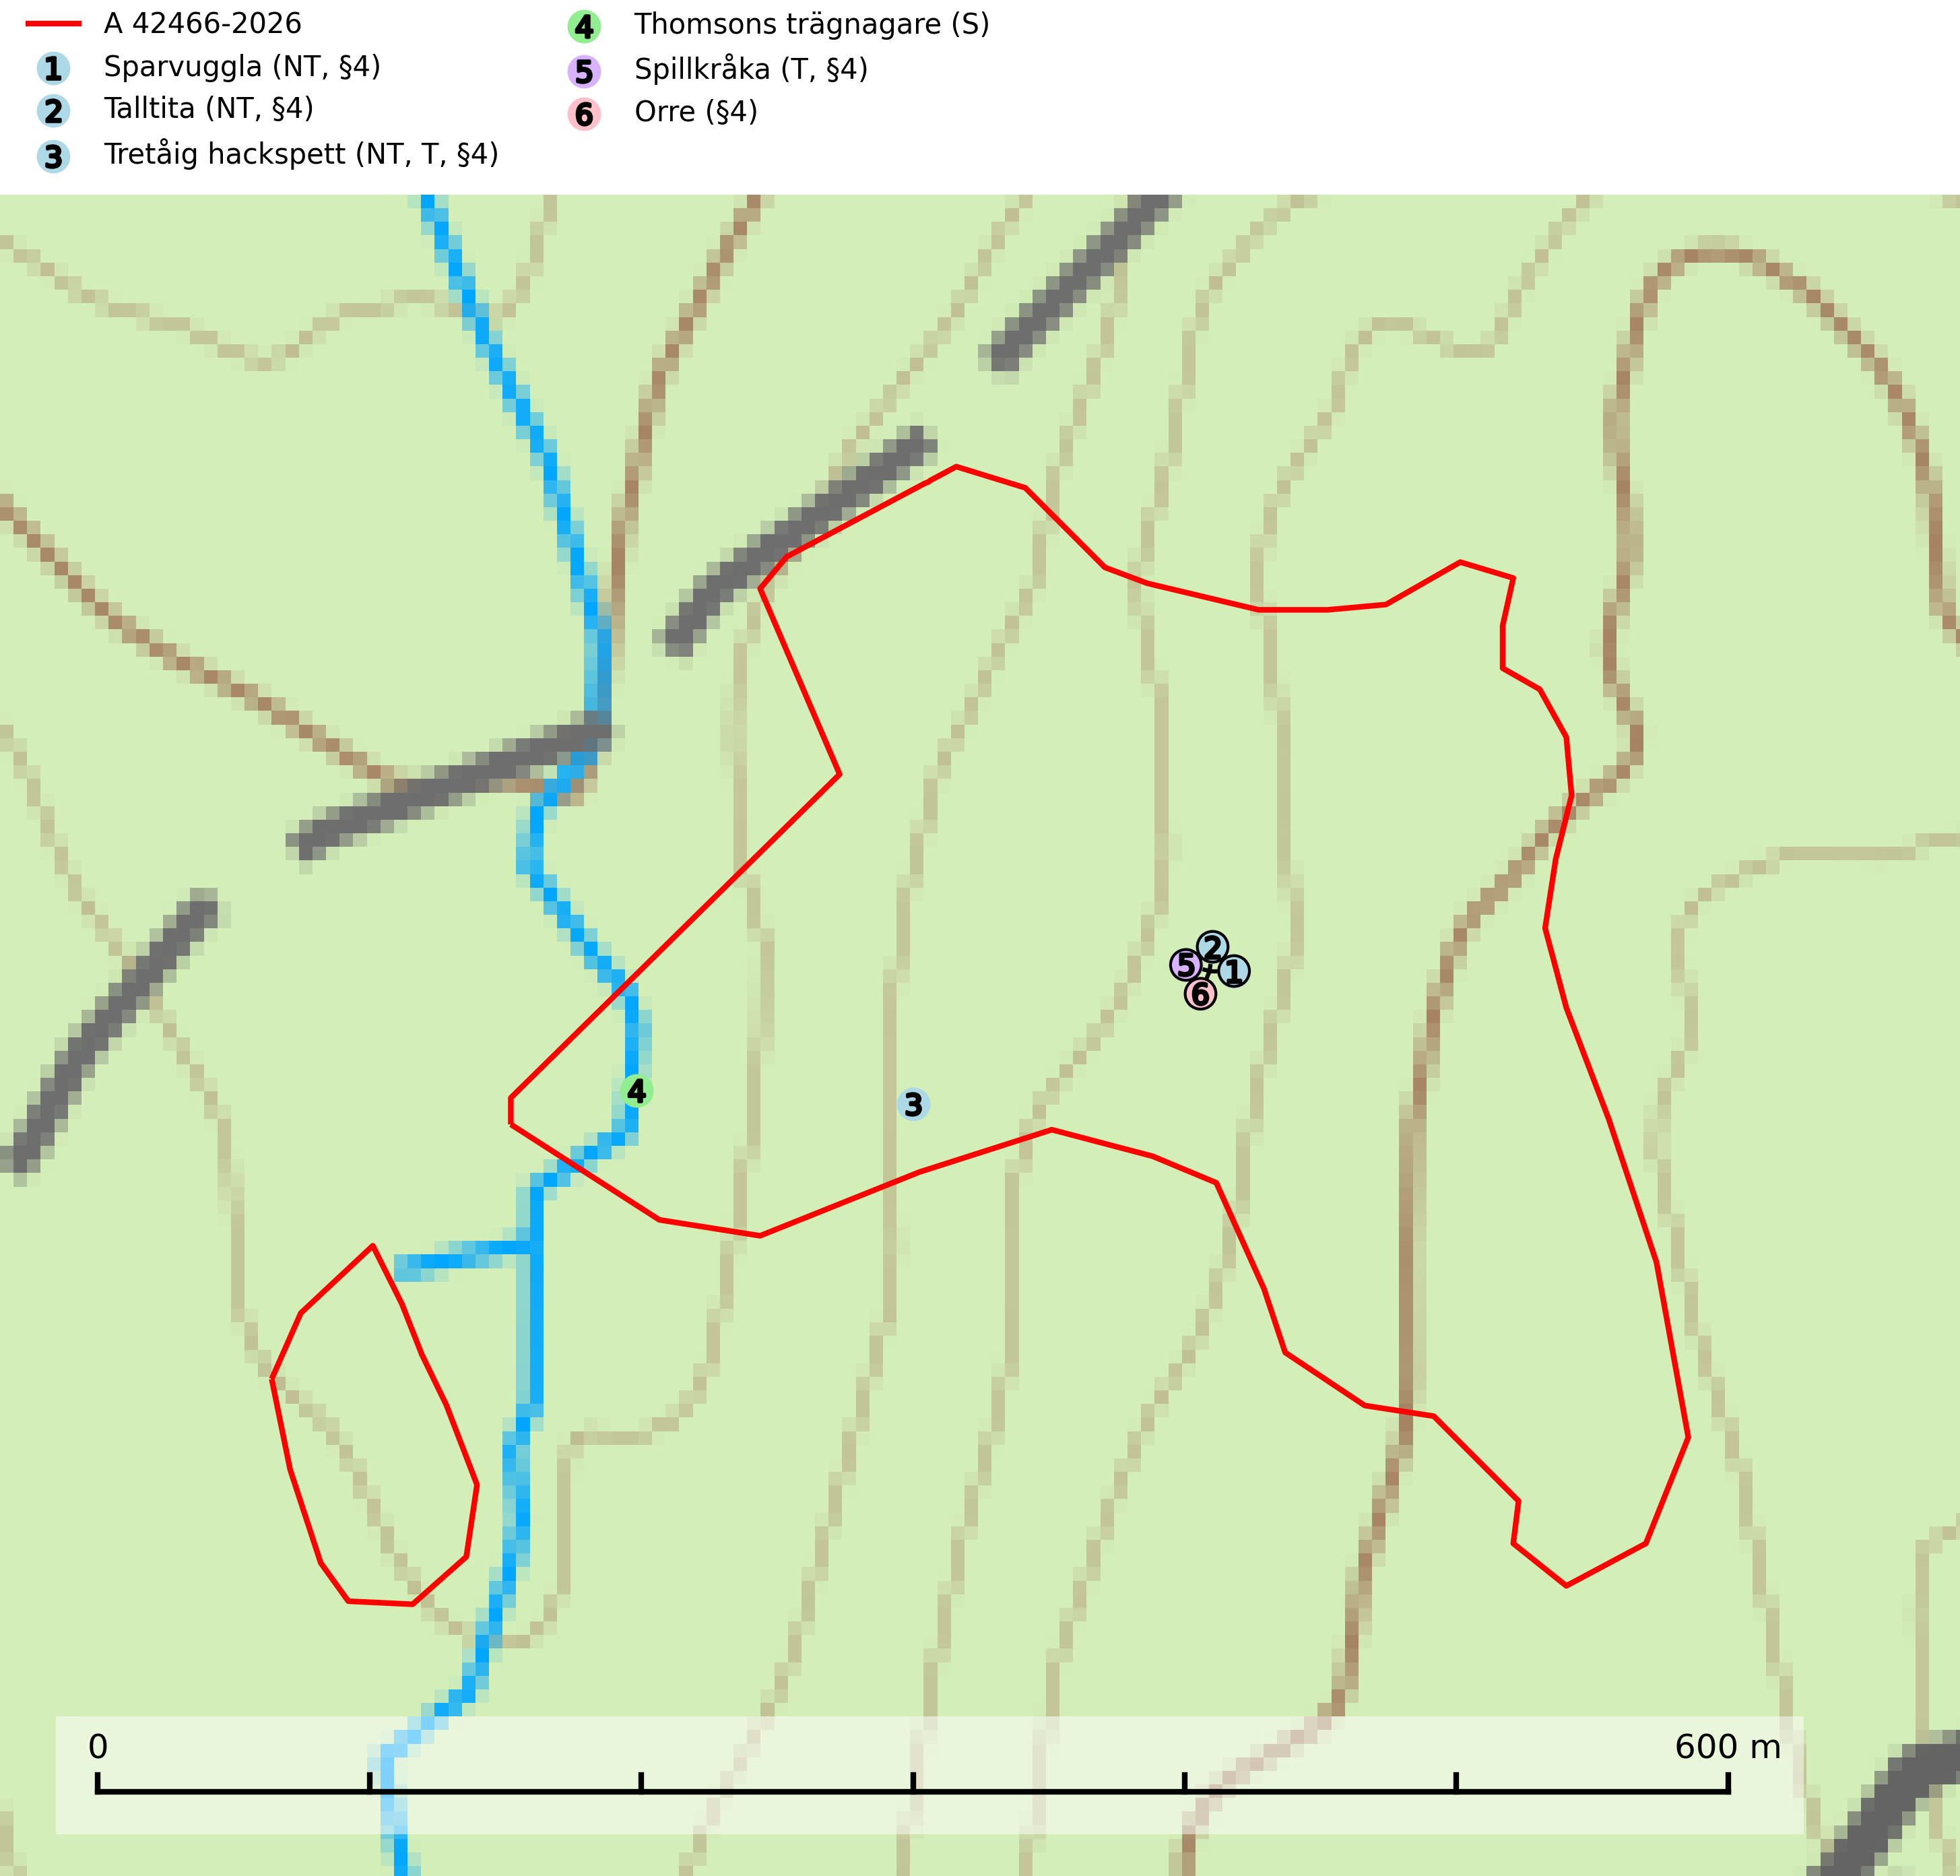 A 42466-2026
1 Sparvuggla (NT, §4)
2 Talltita (NT, §4)
3 Tretåig hackspett (NT, T, §4)
4 Thomsons trägnagare (S)
5 Spillkråka (T, §4)
6 Orre (§4)
2
5 1
6
4
3
0 600 m